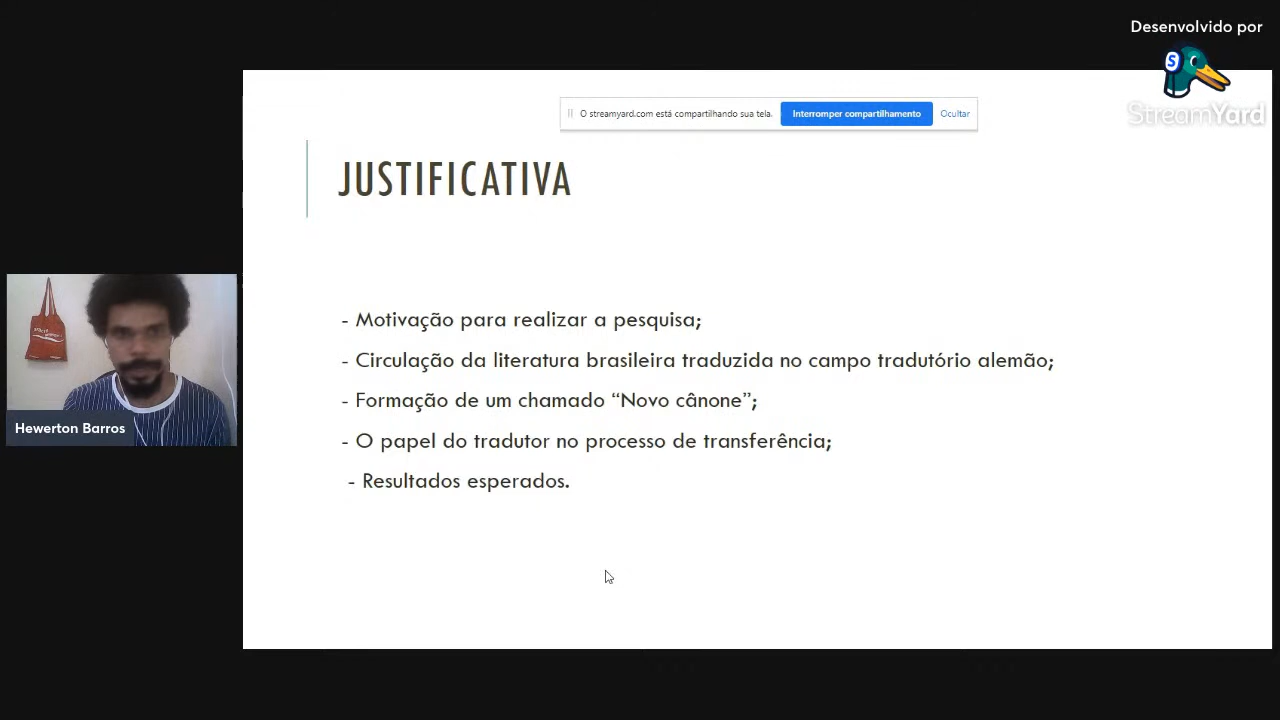 Desenvolvido por
StreamYard
O streamyard.com está compartilhando sua tela.
Interromper compartilhamento
Ocultar
JUSTIFICATIVA
- Motivação para realizar a pesquisa;
- Circulação da literatura brasileira traduzida no campo tradutório alemão;
- Formação de um chamado “Novo cânone”;
- O papel do tradutor no processo de transferência;
- Resultados esperados.
Hewerton Barros